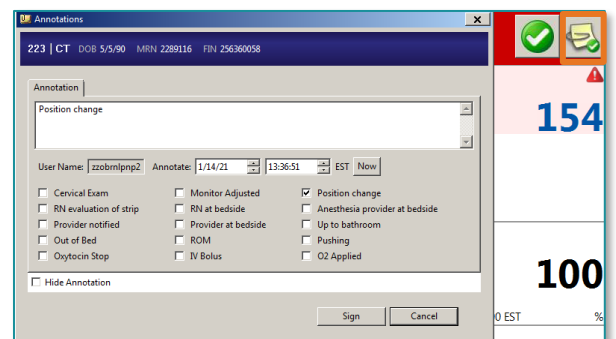 Annotations
223 | CT DOB 5/5/90 MRN 2289116 FIN 256360058
Annotation
Position change
User Name: zzobrnlpnp2 Annotate: 1/14/21 13:36:51 EST Now
Cervical Exam Monitor Adjusted Position change
RN evaluation of strip RN at bedside Anesthesia provider at bedside
Provider notified Provider at bedside Up to bathroom
Out of Bed ROM Pushing
Oxytocin Stop IV Bolus O2 Applied
Hide Annotation
Sign Cancel
154
100
0 EST %